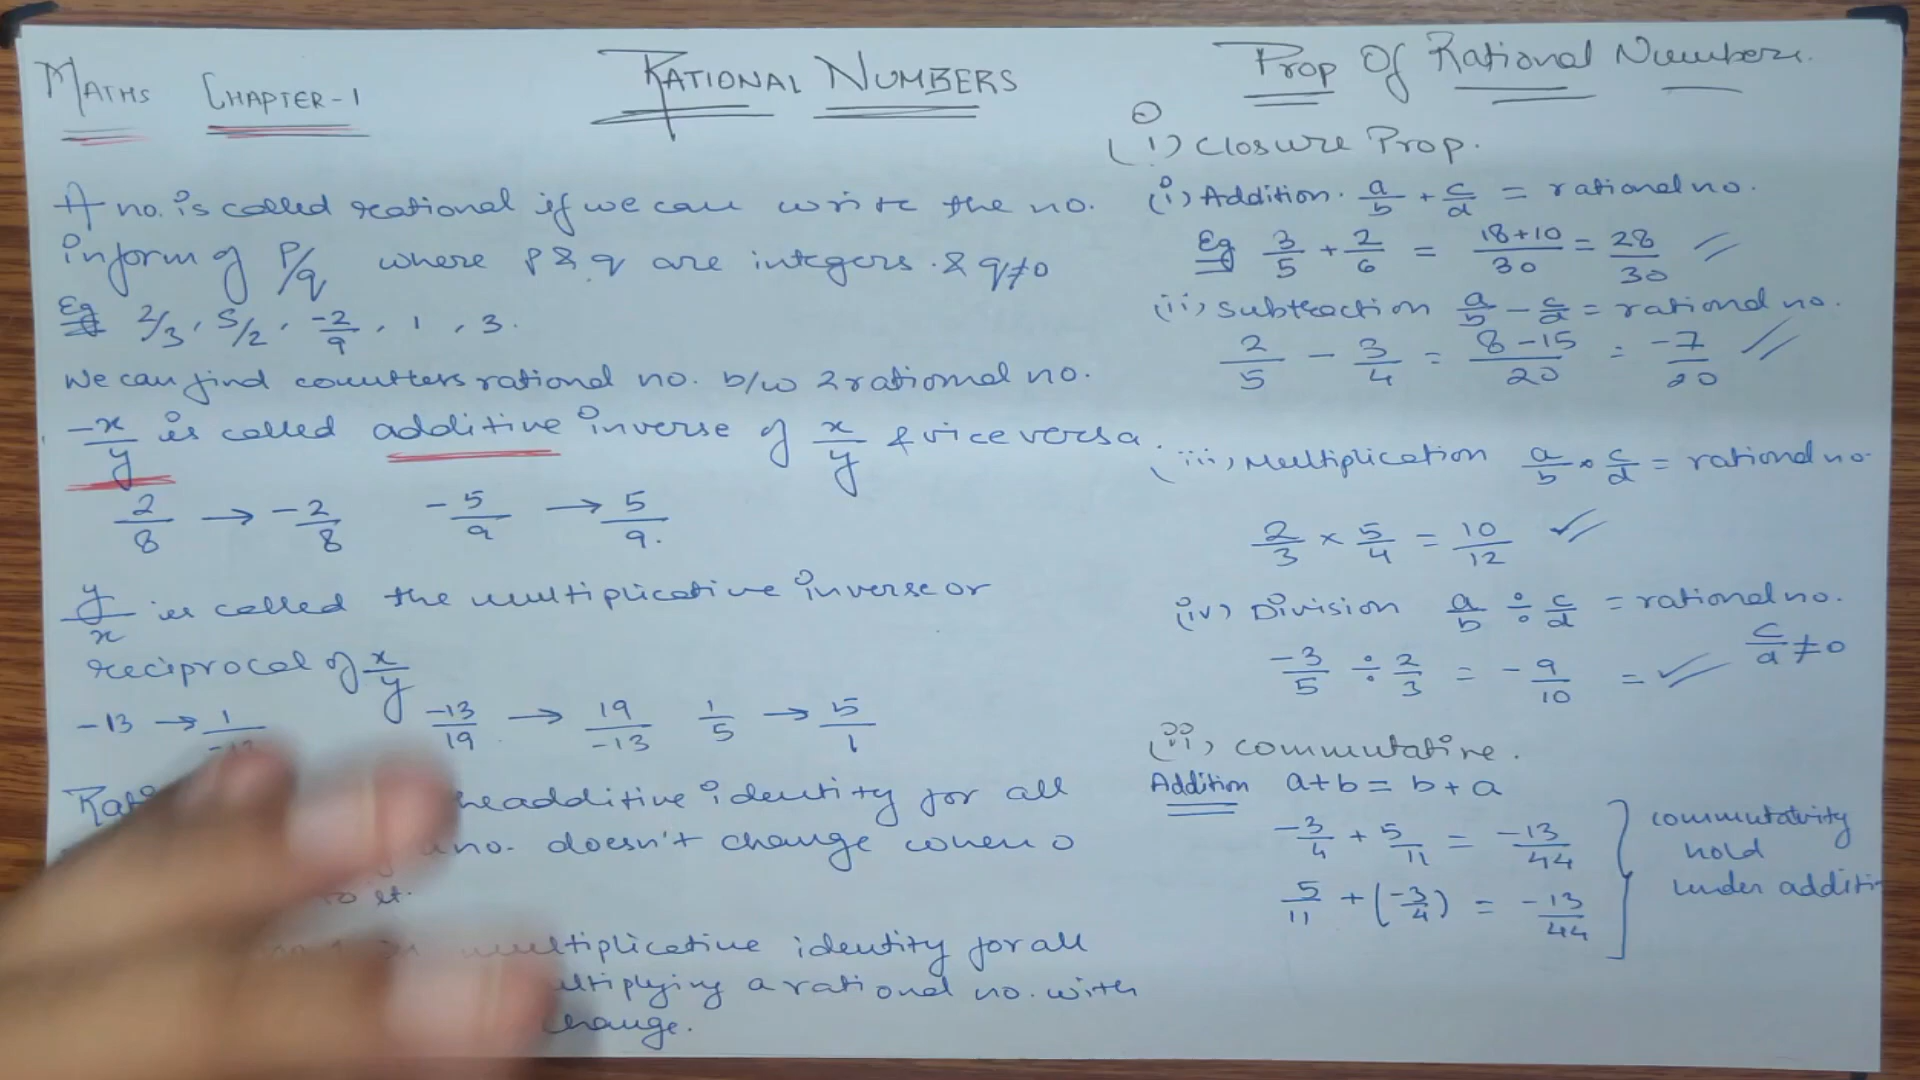 MATHS CHAPTER-1
RATIONAL NUMBERS
A no. is called rational if we can write the no.
in form of P/q where p & q are integers. & q≠0
Eg 2/3, 5/2, -2/9, 1, 3.
We can find countless rational no. b/w 2 rational no.
-x/y is called additive inverse of x/y & vice versa.
2/8 → -2/8 -5/9 → 5/9.
y/x is called the multiplicative inverse or
reciprocal of x/y
-13 → 1/-13 -13/19 → 19/-13 1/5 → 5/1
additive identity for all
no. doesn't change when 0
to it.
multiplicative identity for all
multiplying a rational no. with
change.
Prop Of Rational Numbers.
(i) Closure Prop.
(i) Addition. a/b + c/d = rational no.
Eg 3/5 + 2/6 = 18+10/30 = 28/30
(ii) Subtraction a/b - c/d = rational no.
2/5 - 3/4 = 8-15/20 = -7/20
(iii) Multiplication a/b • c/d = rational no.
2/3 × 5/4 = 10/12
(iv) Division a/b ÷ c/d = rational no.
c/d ≠ 0
-3/5 ÷ 2/3 = -9/10 =
(ii) commutative.
Addition a+b = b+a
-3/4 + 5/11 = -13/44
5/11 + (-3/4) = -13/44
commutativity
hold
under additi